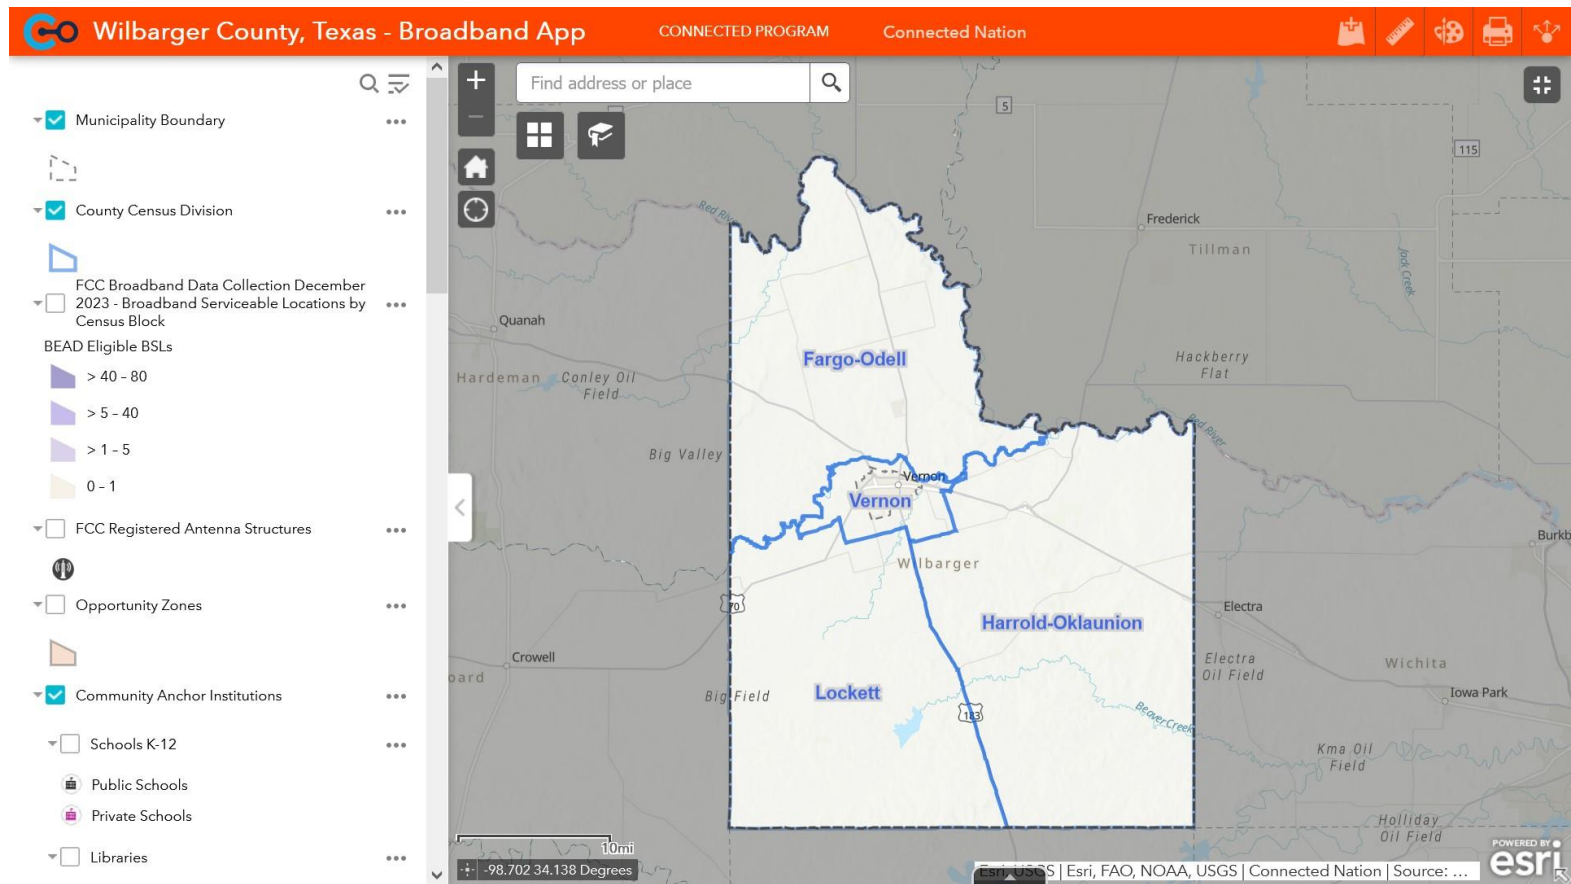 Wilbarger County, Texas - Broadband App
CONNECTED PROGRAM
Connected Nation
Municipality Boundary
County Census Division
FCC Broadband Data Collection December
2023 - Broadband Serviceable Locations by
Census Block
BEAD Eligible BSLs
> 40 – 80
> 5 – 40
> 1 – 5
0 – 1
FCC Registered Antenna Structures
Opportunity Zones
Community Anchor Institutions
Schools K-12
Public Schools
Private Schools
Libraries
Find address or place
5
115
Red River
Frederick
Tillman
Jack Creek
Quanah
Hardeman
Conley Oil
Field
Fargo-Odell
Hackberry
Flat
Red River
Big Valley
Vernon
Vernon
Wilbarger
70
Harrold-Oklaunion
Electra
Electra
Oil Field
Crowell
oard
Big Field
Lockett
183
Beaver Creek
Wichita
Iowa Park
Burkb
Kma Oil
Field
Holliday
Oil Field
10mi
-98.702 34.138 Degrees
Esri, USGS | Esri, FAO, NOAA, USGS | Connected Nation | Source: ...
POWERED BY
esri